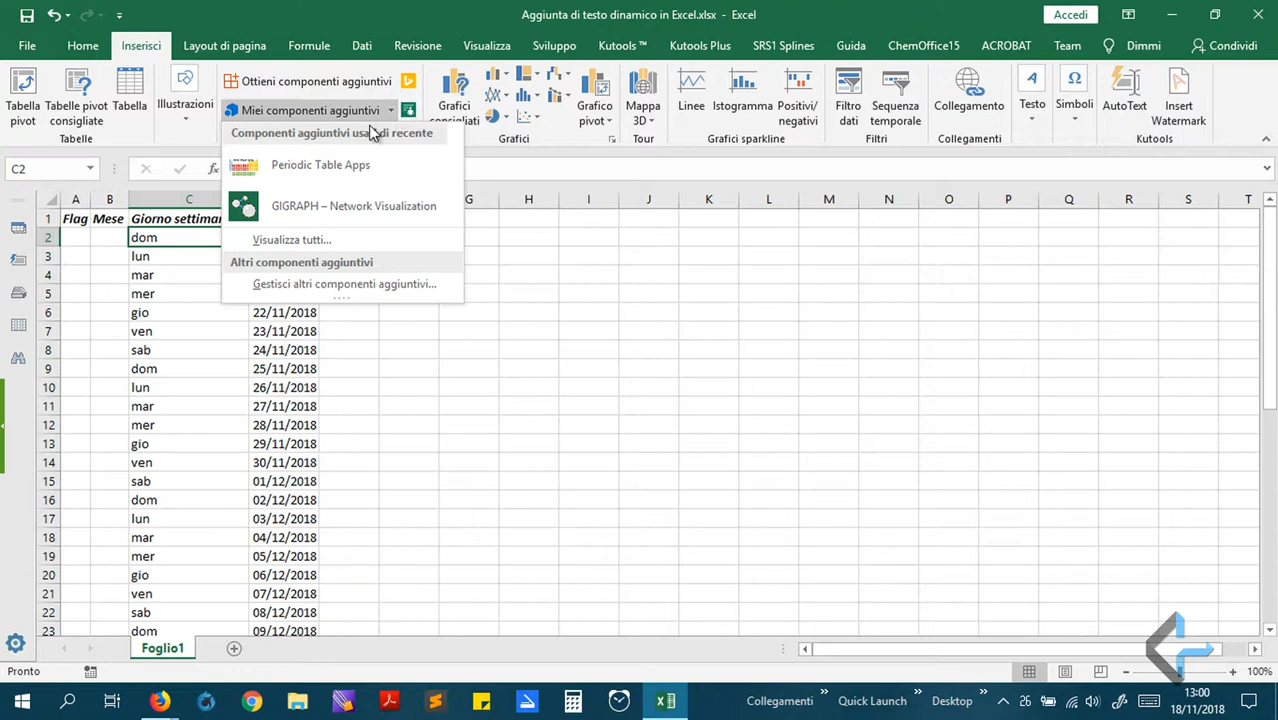 Aggiunta di testo dinamico in Excel.xlsx - Excel
Accedi
File Home Inserisci Layout di pagina Formule Dati Revisione Visualizza Sviluppo Kutools ™ Kutools Plus SRS1 Splines Guida ChemOffice15 ACROBAT Team Dimmi Condividi
Tabella pivot
Tabelle pivot consigliate
Tabella
Tabelle
Illustrazioni
Ottieni componenti aggiuntivi
Miei componenti aggiuntivi
Grafici consigliati
Grafico pivot
Grafici
Mappa 3D
Tour
Linee
Istogramma
Positivi/ negativi
Grafici sparkline
Filtro dati
Sequenza temporale
Filtri
Collegamento
Collegamenti
Testo
Simboli
AutoText
Insert Watermark
Kutools
Componenti aggiuntivi di recente
Periodic Table Apps
GIGRAPH – Network Visualization
Visualizza tutti...
Altri componenti aggiuntivi
Gestisci altri componenti aggiuntivi...
C2
fx
A B C G H I J K L M N O P Q R S T
1 Flag Mese Giorno
2 dom
3 lun
4 mar
5 mer
6 gio 22/11/2018
7 ven 23/11/2018
8 sab 24/11/2018
9 dom 25/11/2018
10 lun 26/11/2018
11 mar 27/11/2018
12 mer 28/11/2018
13 gio 29/11/2018
14 ven 30/11/2018
15 sab 01/12/2018
16 dom 02/12/2018
17 lun 03/12/2018
18 mar 04/12/2018
19 mer 05/12/2018
20 gio 06/12/2018
21 ven 07/12/2018
22 sab 08/12/2018
23 dom 09/12/2018
Foglio1
Pronto
100%
Collegamenti » Quick Launch » Desktop »
26
13:00
18/11/2018